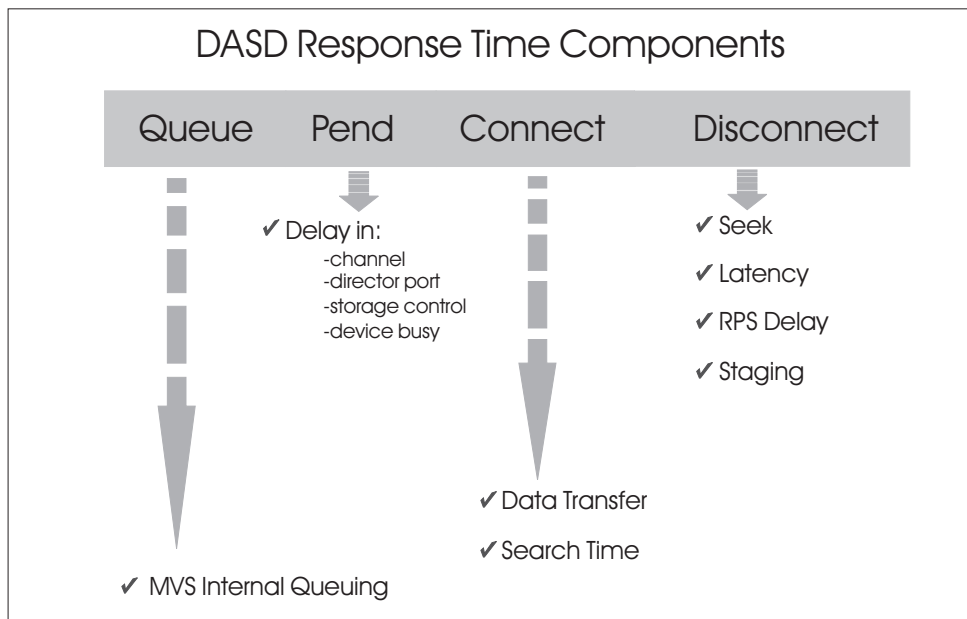 DASD Response Time Components
Queue Pend Connect Disconnect
✔ Delay in:
-channel
-director port
-storage control
-device busy
✔ Seek
✔ Latency
✔ RPS Delay
✔ Staging
✔ Data Transfer
✔ Search Time
✔ MVS Internal Queuing